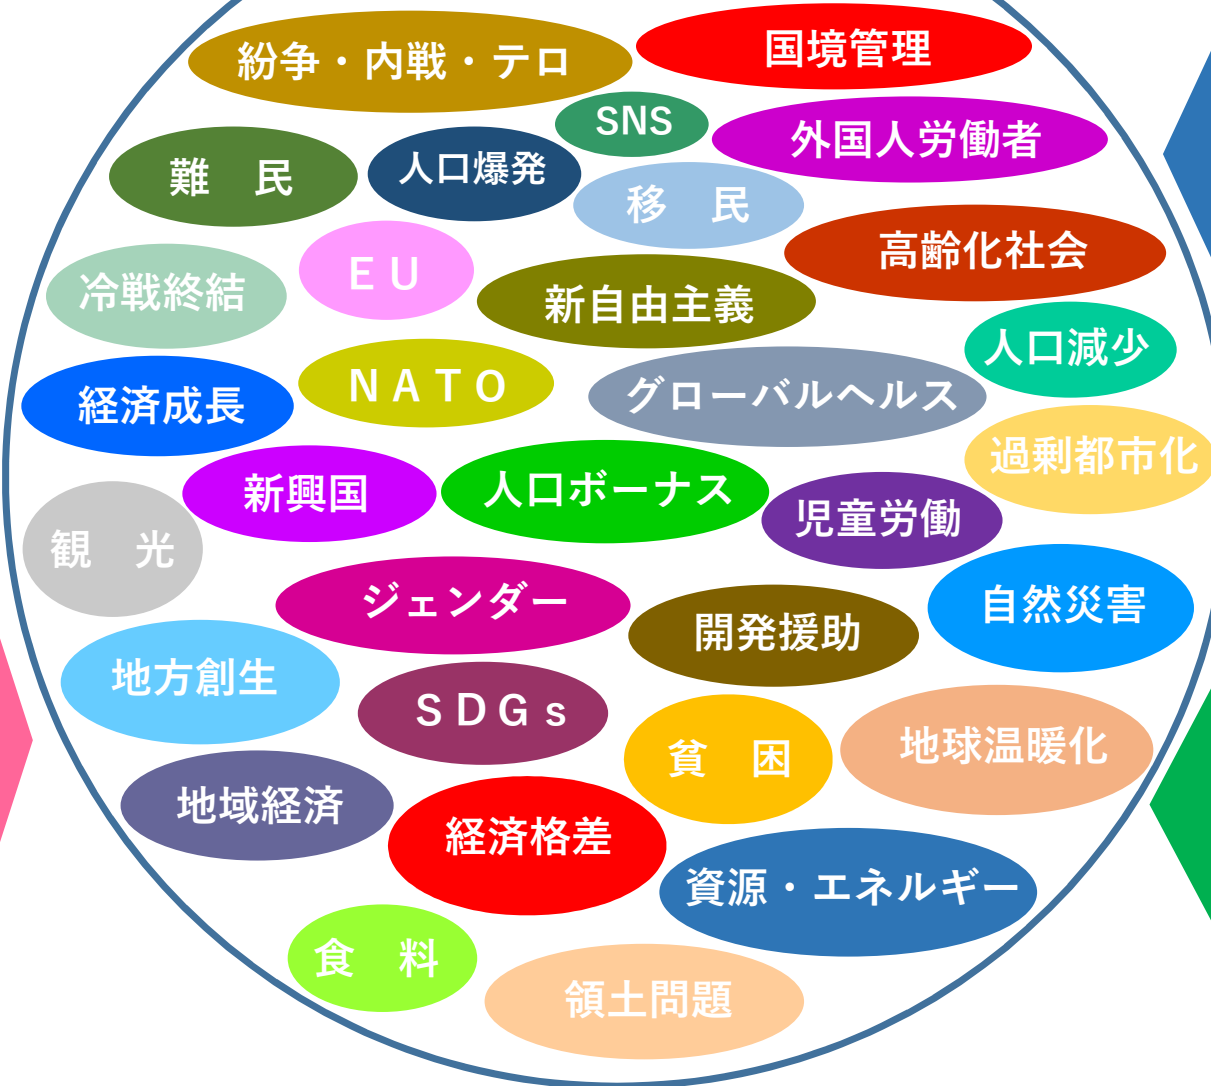 紛争・内戦・テロ
国境管理
SNS
外国人労働者
難　民
人口爆発
移　民
高齢化社会
冷戦終結
ＥＵ
新自由主義
人口減少
経済成長
ＮＡＴＯ
グローバルヘルス
過剰都市化
新興国
人口ボーナス
児童労働
観　光
ジェンダー
開発援助
自然災害
地方創生
ＳＤＧｓ
貧　困
地球温暖化
地域経済
経済格差
資源・エネルギー
食　料
領土問題